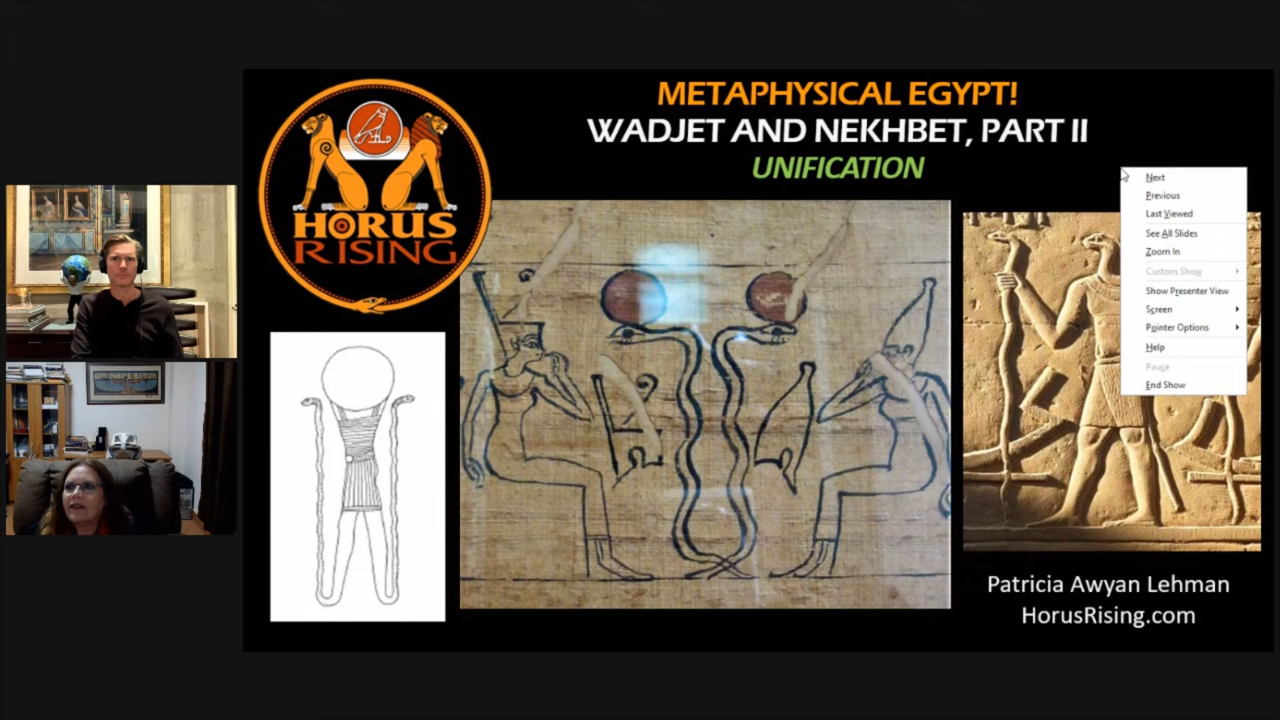 METAPHYSICAL EGYPT!
WADJET AND NEKHBET, PART II
UNIFICATION
HORUS
RISING
Next
Previous
Last Viewed
See All Slides
Zoom In
Custom Show
Show Presenter View
Screen
Pointer Options
Help
Pause
End Show
Patricia Awyan Lehman
HorusRising.com